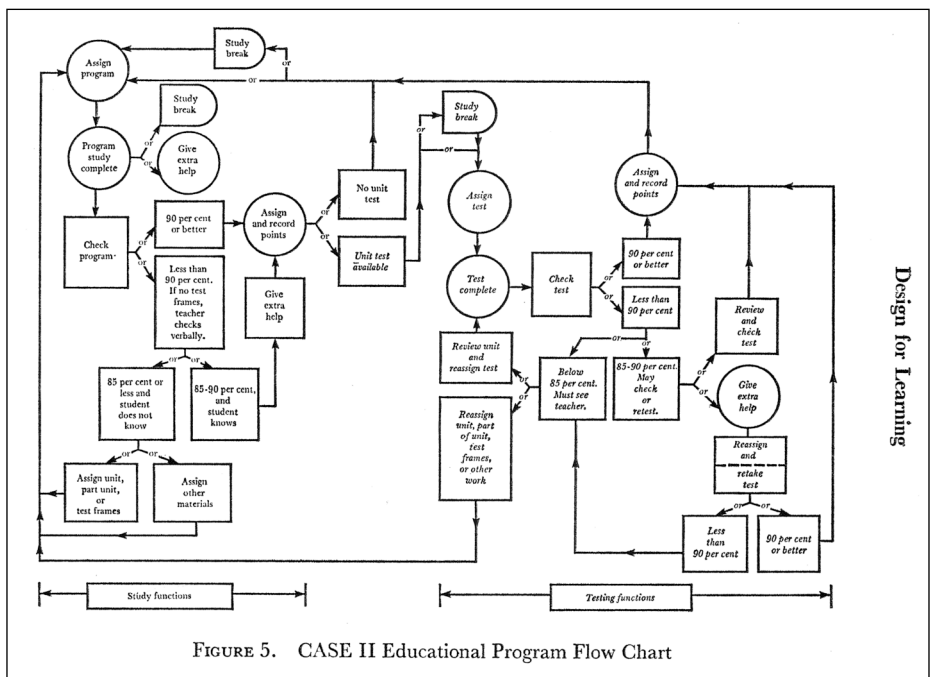 Study
break
or
Assign
program
or
Study
break
or
Program
study
complete
or
Give
extra
help
Check
program
or
90 per cent
or better
or
Less than
90 per cent.
If no test
frames,
teacher
checks
verbally.
or
or
85 per cent or
less and
student
does not
know
85-90 per cent,
and student
knows
or
or
Assign unit,
part unit,
or
test frames
Assign
other
materials
Give
extra
help
Assign
and record
points
or
No unit
test
or
Unit test
available
or
Study
break
or
Assign
test
Test
complete
Check
test
or
90 per cent
or better
or
Less than
90 per cent
Assign
and record
points
or
or
Review unit
and
reassign test
or
or
Below
85 per cent.
Must see
teacher.
85-90 per cent.
May
check
or
retest.
or
Review
and
check
test
or
Give
extra
help
Reassign
unit, part
of unit,
test
frames,
or other
work
Reassign
and
retake
test
or
or
Less
than
90 per cent
90 per cent
or better
Study functions
Testing functions
Design for Learning
FIGURE 5. CASE II Educational Program Flow Chart